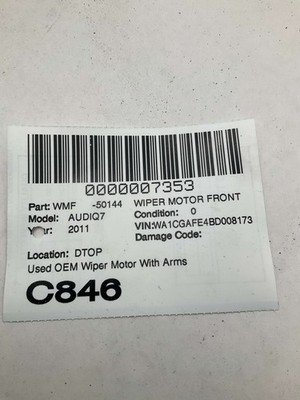 0000007353
Part: WMF -50144 WIPER MOTOR FRONT
Model: AUDIQ7 Condition: 0
Year: 2011 VIN:WA1CGAFE4BD008173
Damage Code:
Location: DTOP
Used OEM Wiper Motor With Arms
C846